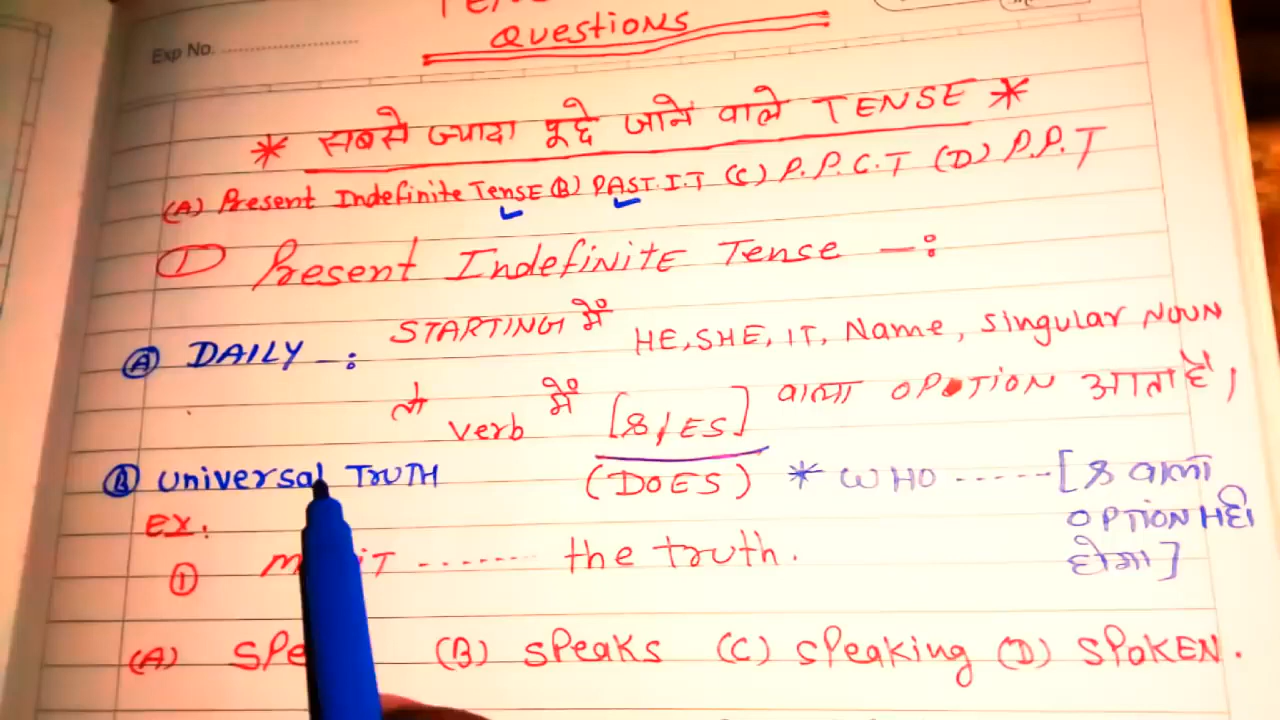 Questions
Exp No.
* सबसे ज्यादा पूछे जाने वाले TENSE *
(A) Present Indefinite Tense (B) PAST.I.T (C) P.P.C.T (D) P.P.T
① Present Indefinite Tense —:
STARTING में HE, SHE, IT, Name, Singular NOUN
Ⓐ DAILY —:
तो verb में [S/ES] वाला OPTION आता है।
Ⓑ Universal TRUTH (DOES) * WHO ----- [S वाला
OPTION नही
होगा]
ex.
① ------- the truth.
(A) (B) Speaks (C) Speaking (D) SPOKEN.